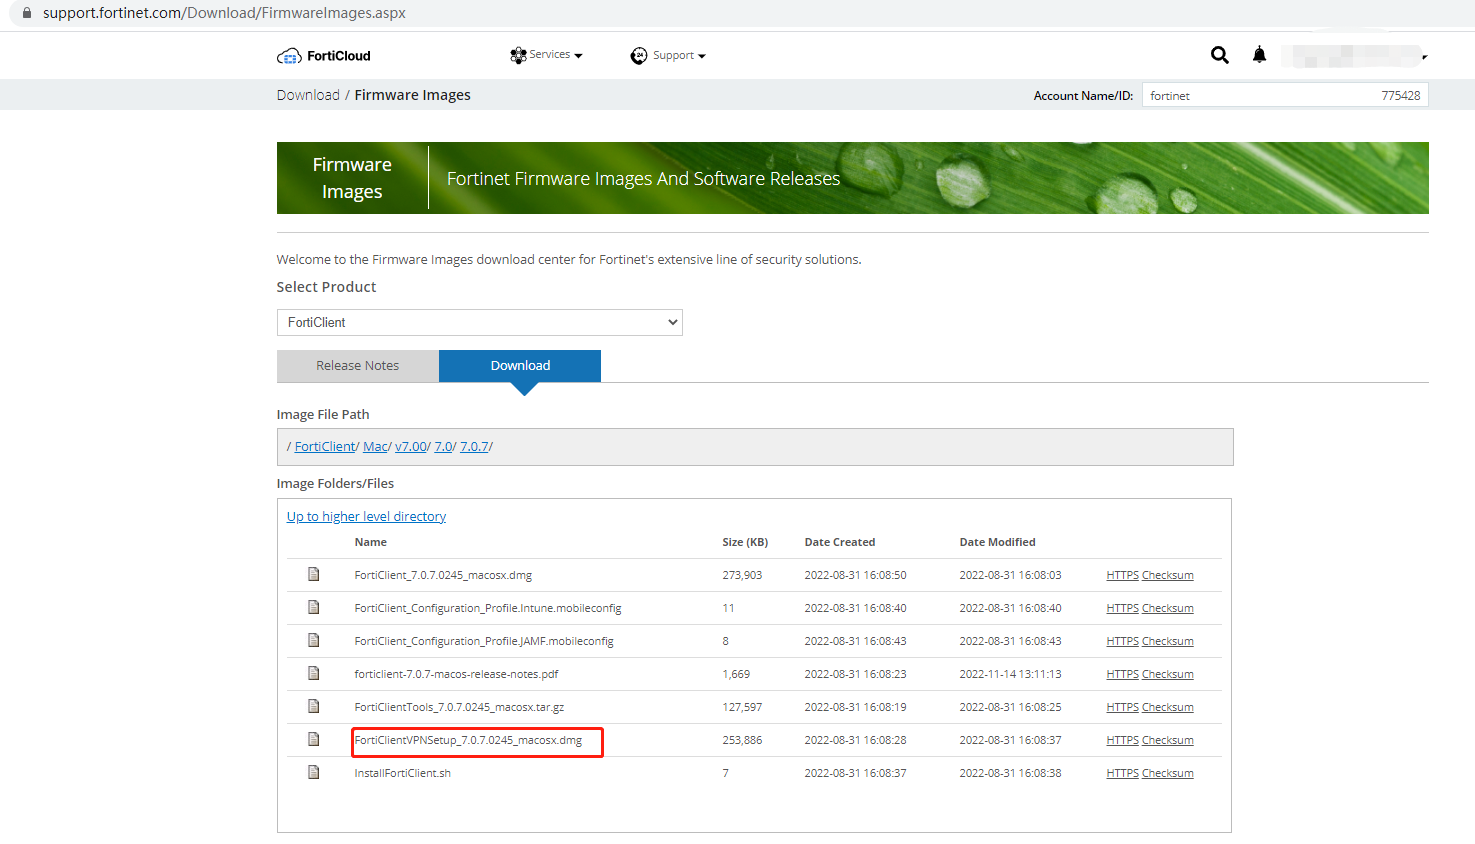 support.fortinet.com/Download/FirmwareImages.aspx
FortiCloud Services 24 Support
Download / Firmware Images Account Name/ID: fortinet 775428
Firmware
Images
Fortinet Firmware Images And Software Releases
Welcome to the Firmware Images download center for Fortinet's extensive line of security solutions.
Select Product
FortiClient
Release Notes Download
Image File Path
/ FortiClient/ Mac/ v7.00/ 7.0/ 7.0.7/
Image Folders/Files
Up to higher level directory
Name Size (KB) Date Created Date Modified
FortiClient_7.0.7.0245_macosx.dmg 273,903 2022-08-31 16:08:50 2022-08-31 16:08:03 HTTPS Checksum
FortiClient_Configuration_Profile.Intune.mobileconfig 11 2022-08-31 16:08:40 2022-08-31 16:08:40 HTTPS Checksum
FortiClient_Configuration_Profile.JAMF.mobileconfig 8 2022-08-31 16:08:43 2022-08-31 16:08:43 HTTPS Checksum
forticlient-7.0.7-macos-release-notes.pdf 1,669 2022-08-31 16:08:23 2022-11-14 13:11:13 HTTPS Checksum
FortiClientTools_7.0.7.0245_macosx.tar.gz 127,597 2022-08-31 16:08:19 2022-08-31 16:08:25 HTTPS Checksum
FortiClientVPNSetup_7.0.7.0245_macosx.dmg 253,886 2022-08-31 16:08:28 2022-08-31 16:08:37 HTTPS Checksum
InstallFortiClient.sh 7 2022-08-31 16:08:37 2022-08-31 16:08:38 HTTPS Checksum